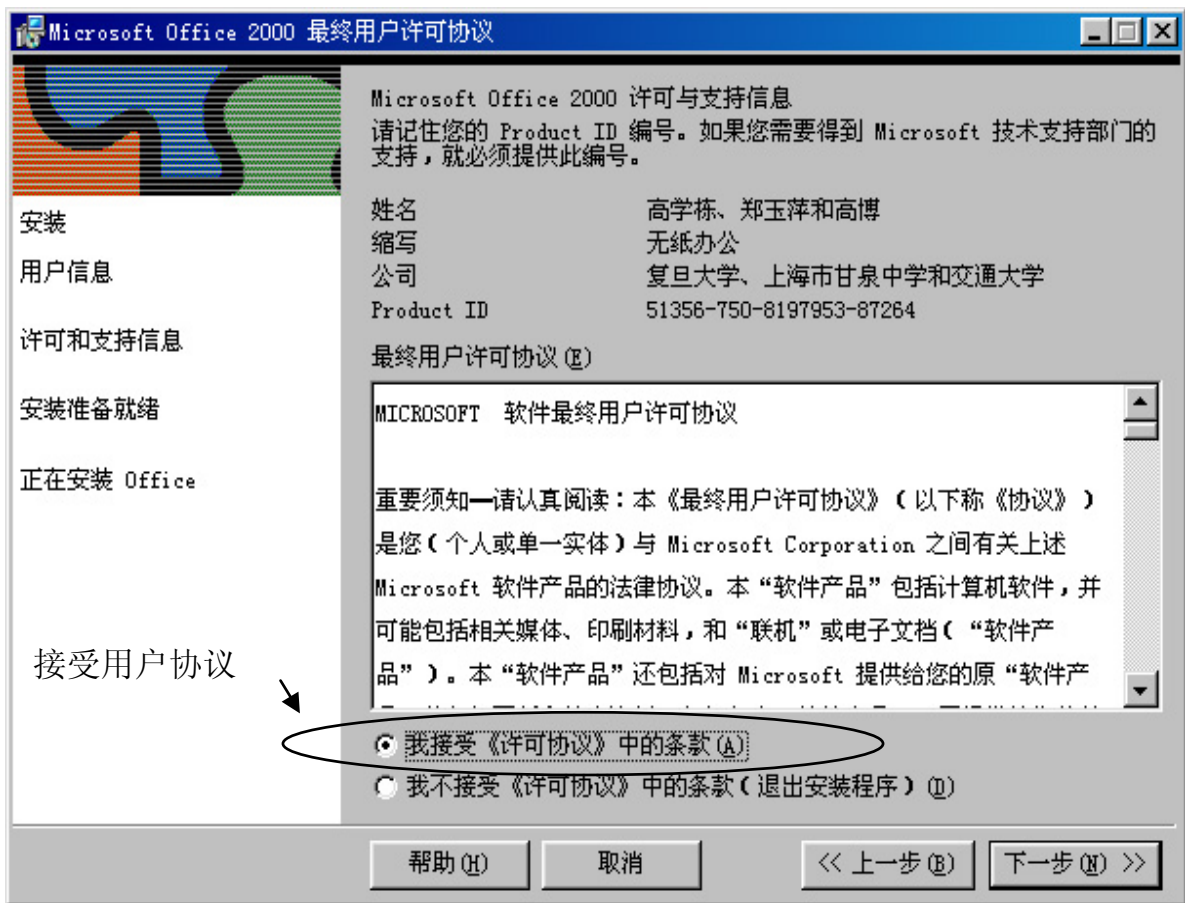 Microsoft Office 2000 最终用户许可协议
Microsoft Office 2000 许可与支持信息
请记住您的 Product ID 编号。如果您需要得到 Microsoft 技术支持部门的
支持，就必须提供此编号。
安装
用户信息
许可和支持信息
安装准备就绪
正在安装 Office
姓名 高学栋、郑玉萍和高博
缩写 无纸办公
公司 复旦大学、上海市甘泉中学和交通大学
Product ID 51356-750-8197953-87264
最终用户许可协议(E)
MICROSOFT 软件最终用户许可协议
重要须知—请认真阅读：本《最终用户许可协议》（以下称《协议》）
是您（个人或单一实体）与 Microsoft Corporation 之间有关上述
Microsoft 软件产品的法律协议。本“软件产品”包括计算机软件，并
可能包括相关媒体、印刷材料，和“联机”或电子文档（“软件产
品”）。本“软件产品”还包括对 Microsoft 提供给您的原“软件产
接受用户协议
我接受《许可协议》中的条款(A)
我不接受《许可协议》中的条款（退出安装程序）(D)
帮助(H) 取消 << 上一步(B) 下一步(N) >>